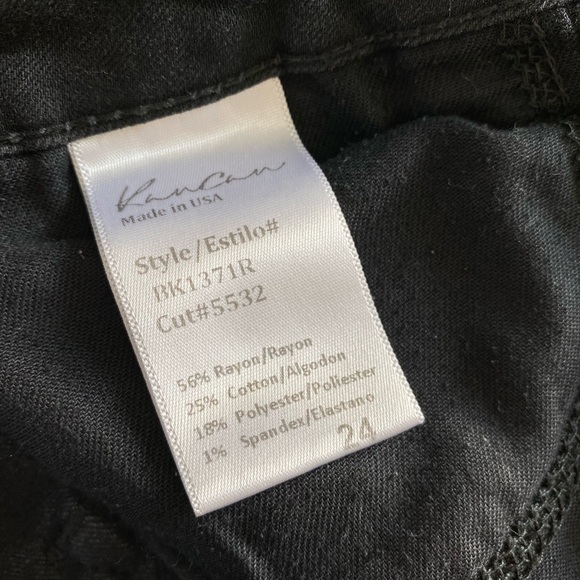 KanCan
Made in USA
Style/Estilo#
BK1371R
Cut#5532
56% Rayon/Rayon
25% Cotton/Algodon
18% Polyester/Poliester
1% Spandex/Elastano
24